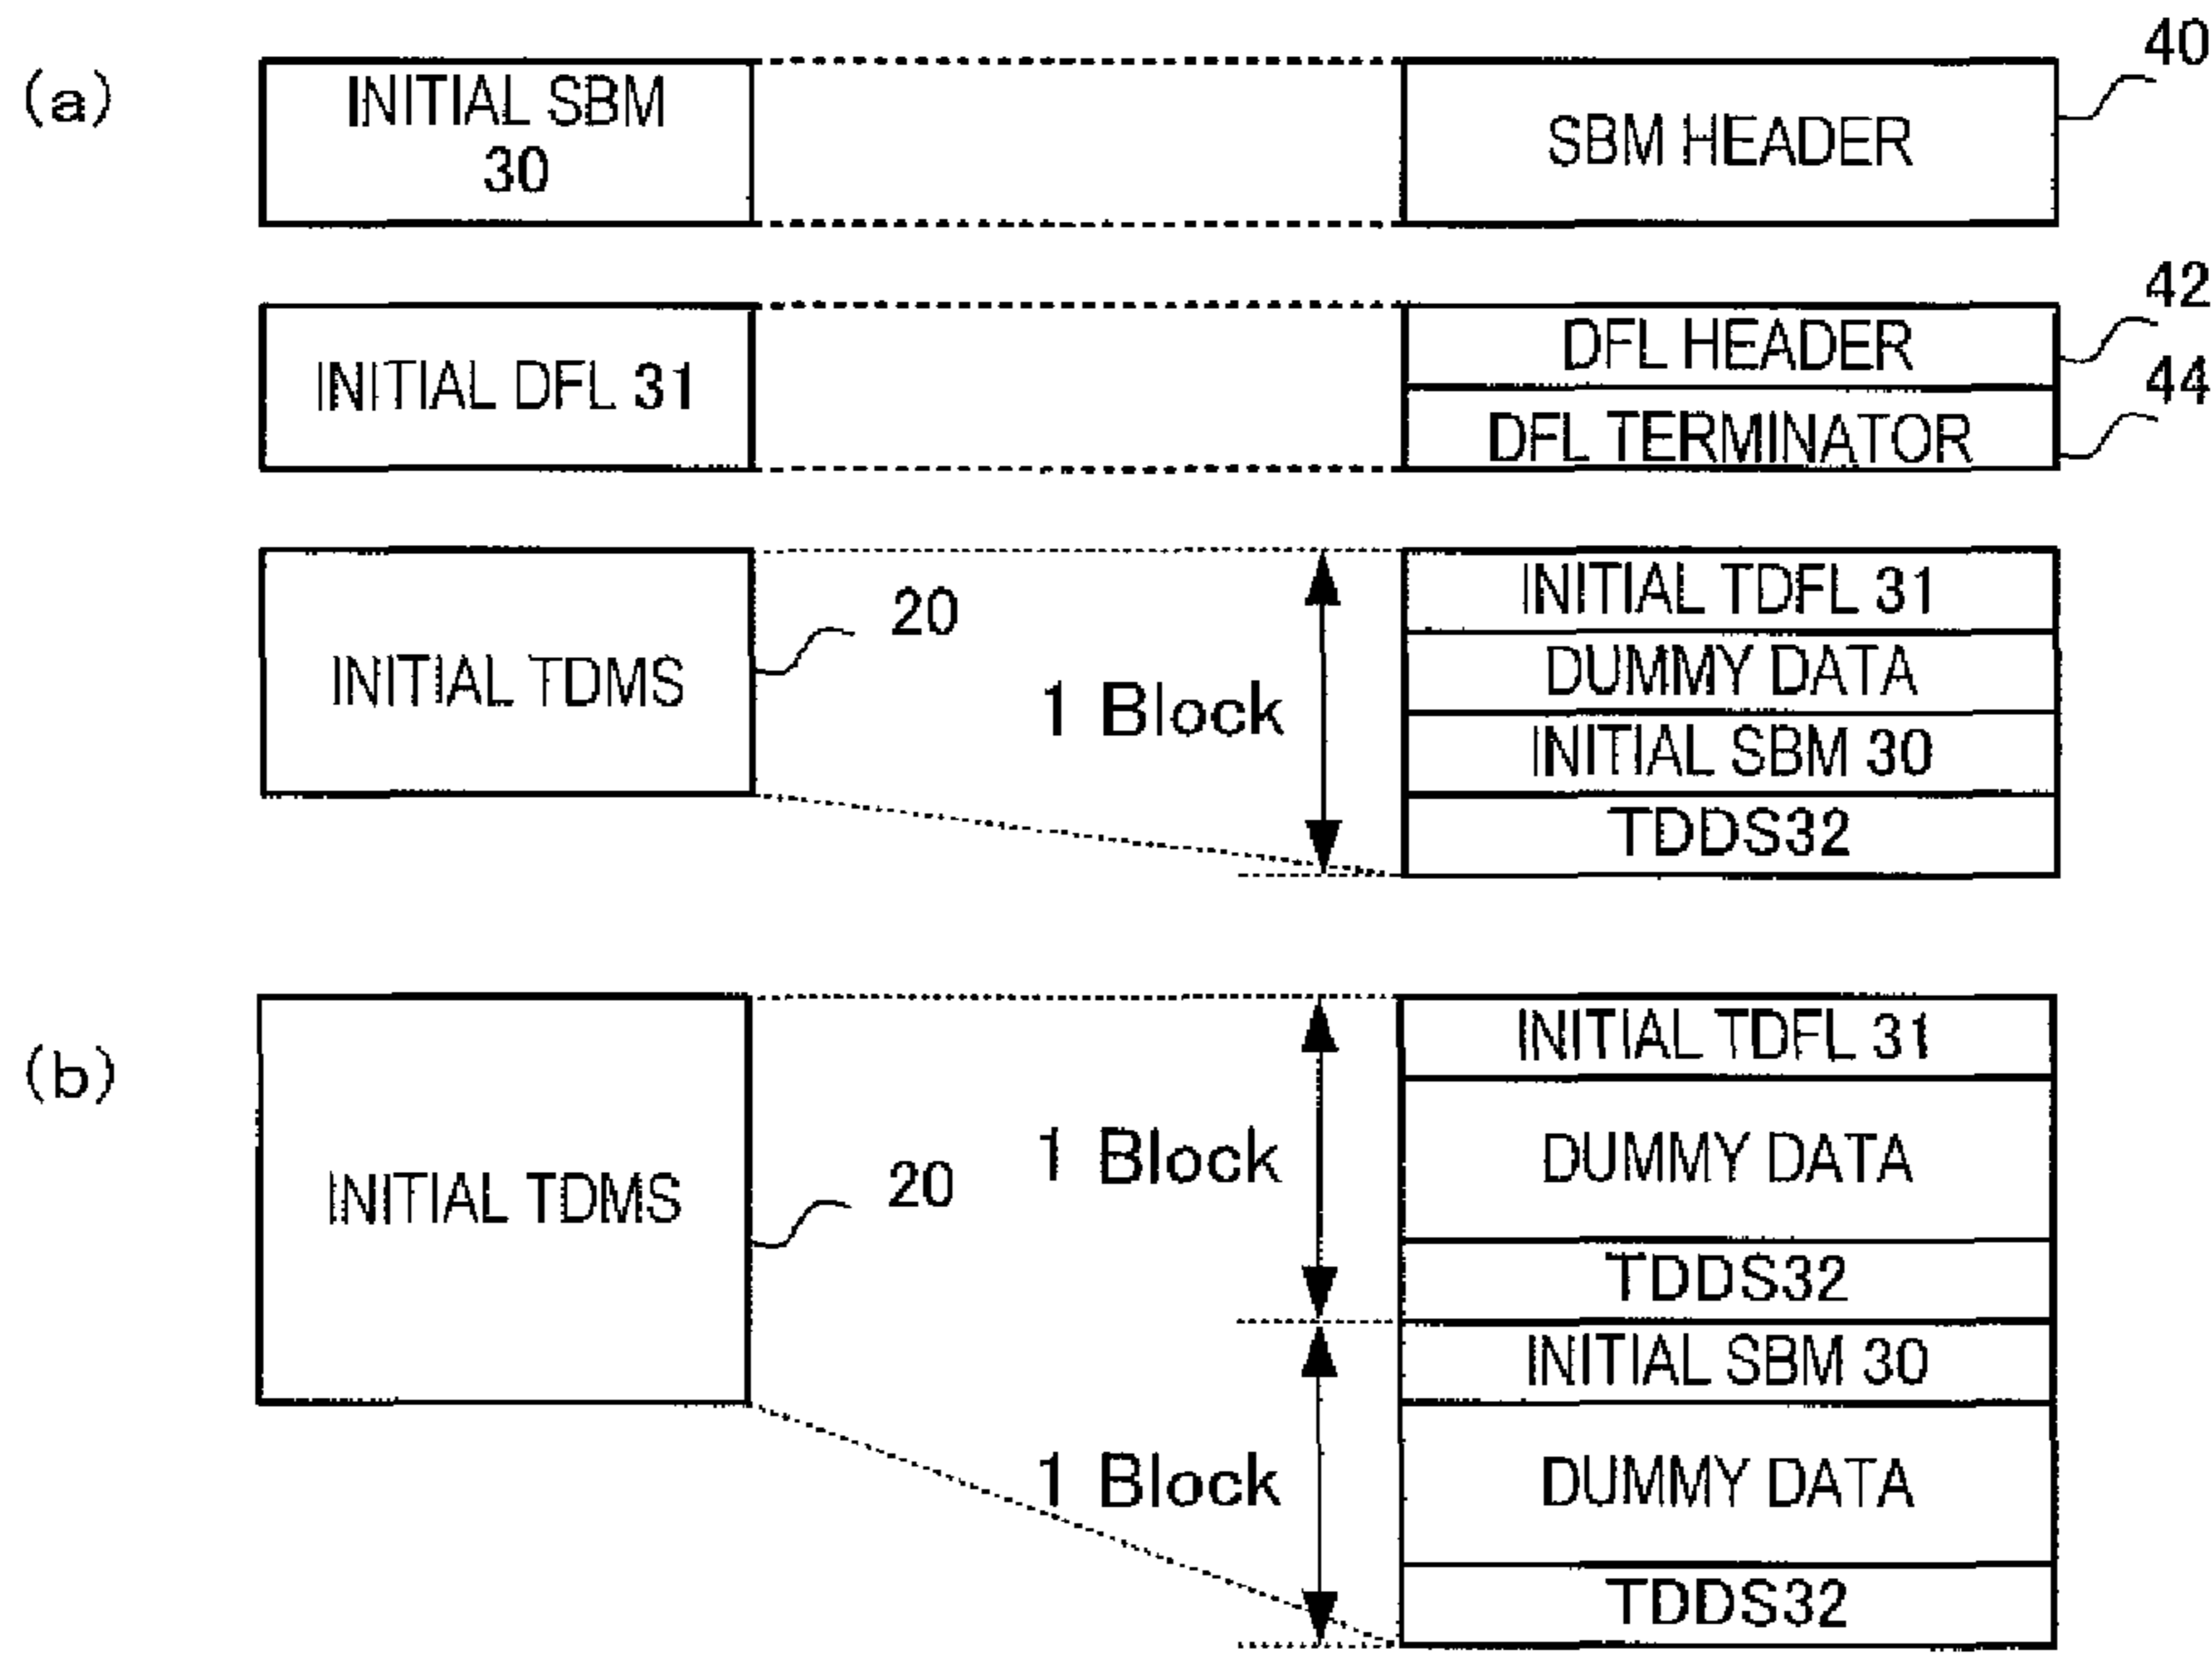 (a)
INITIAL SBM
30
SBM HEADER
40
INITIAL DFL 31
DFL HEADER
42
DFL TERMINATOR
44
INITIAL TDMS
20
1 Block
INITIAL TDFL 31
DUMMY DATA
INITIAL SBM 30
TDDS32
(b)
INITIAL TDMS
20
1 Block
INITIAL TDFL 31
DUMMY DATA
TDDS32
1 Block
INITIAL SBM 30
DUMMY DATA
TDDS32